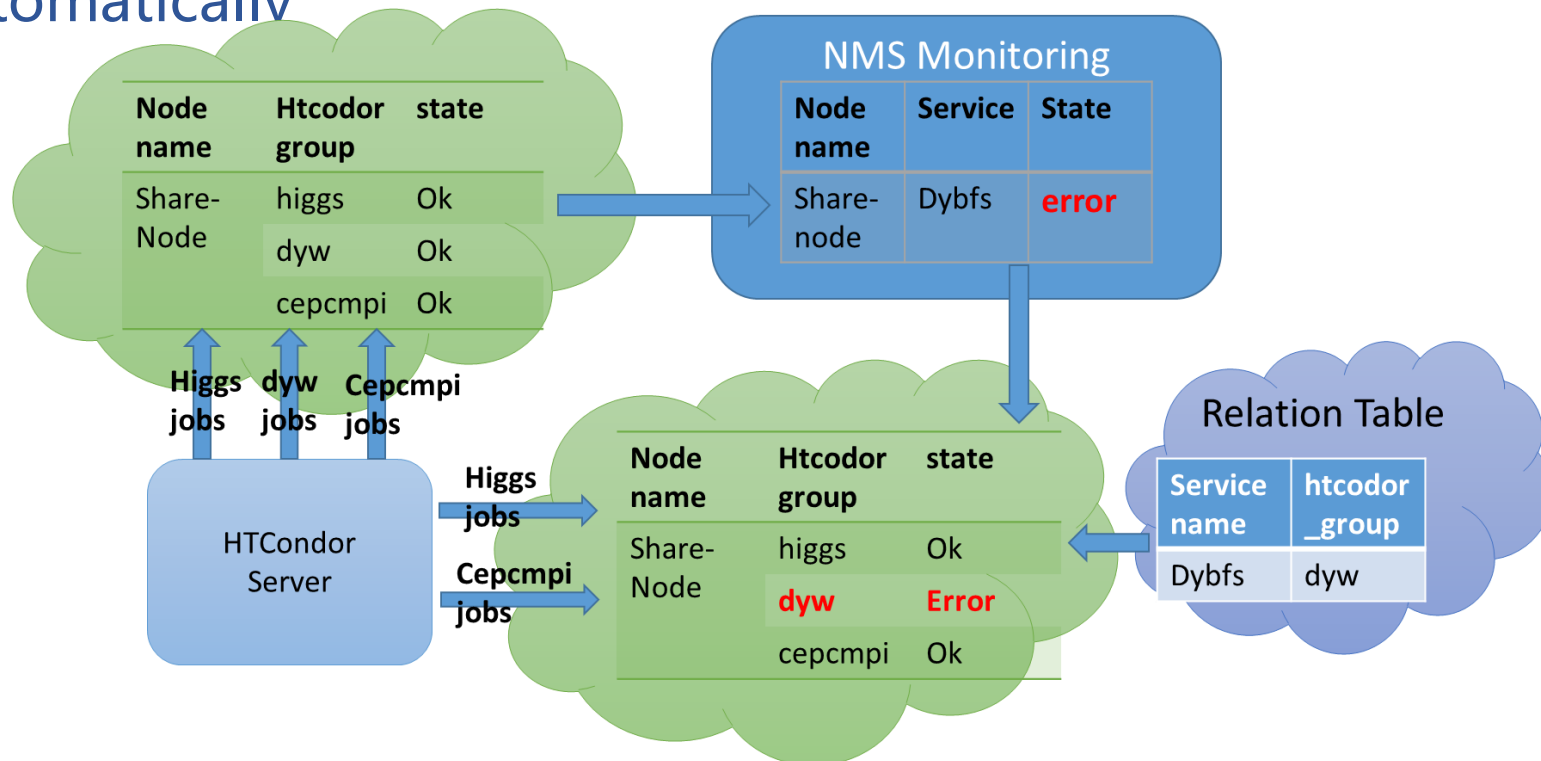 tomatically
Node name Htcodor group state
Share-Node higgs Ok
dyw Ok
cepcmpi Ok
NMS Monitoring
Node name Service State
Share-node Dybfs error
Higgs jobs
dyw jobs
Cepcmpi jobs
HTCondor
Server
Higgs jobs
Cepcmpi jobs
Node name Htcodor group state
Share-Node higgs Ok
dyw Error
cepcmpi Ok
Relation Table
Service name htcodor_group
Dybfs dyw